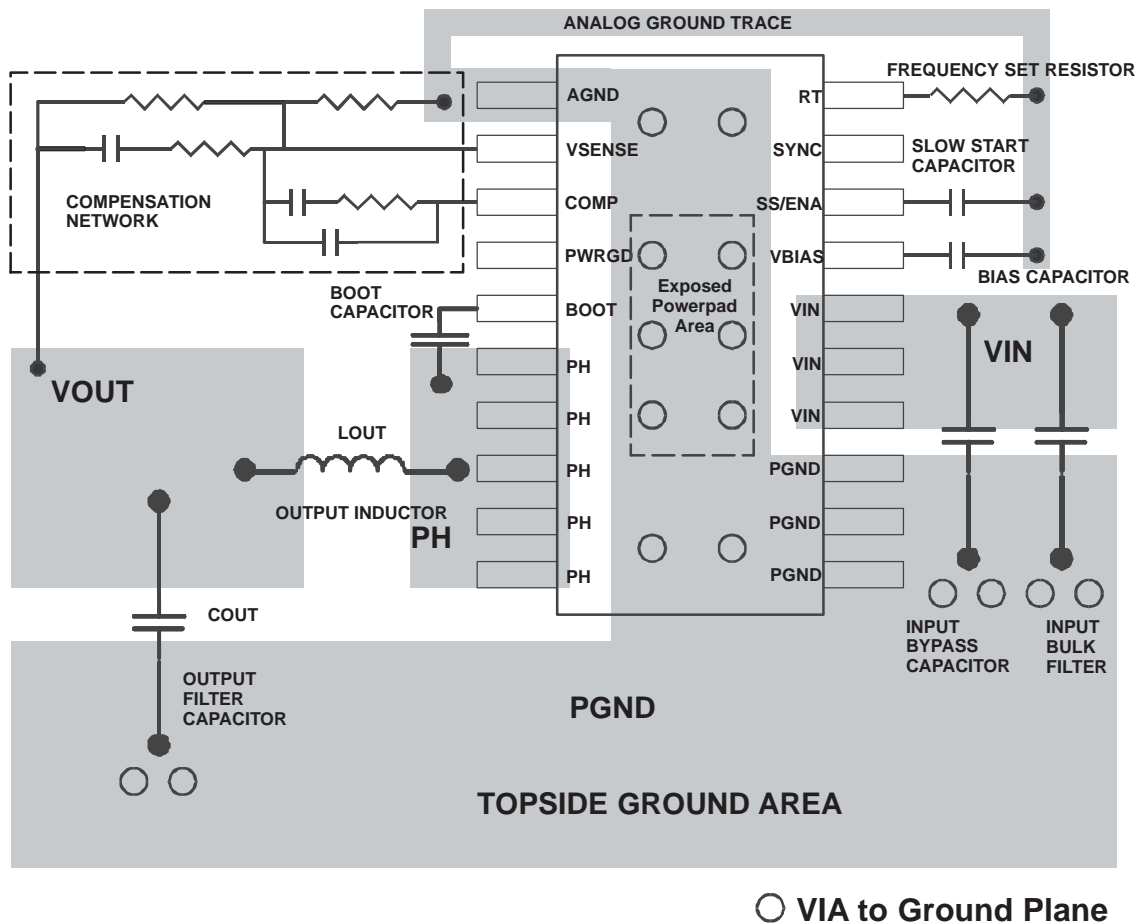 ANALOG GROUND TRACE
FREQUENCY SET RESISTOR
AGND
RT
VSENSE
SYNC
SLOW START
CAPACITOR
COMPENSATION
NETWORK
COMP
SS/ENA
PWRGD
VBIAS
BIAS CAPACITOR
BOOT
CAPACITOR
BOOT
Exposed
Powerpad
Area
VIN
VIN
PH
VIN
VOUT
PH
VIN
LOUT
PH
PGND
OUTPUT INDUCTOR
PH
PH
PGND
PH
PGND
COUT
INPUT
BYPASS
CAPACITOR
INPUT
BULK
FILTER
OUTPUT
FILTER
CAPACITOR
PGND
TOPSIDE GROUND AREA
VIA to Ground Plane